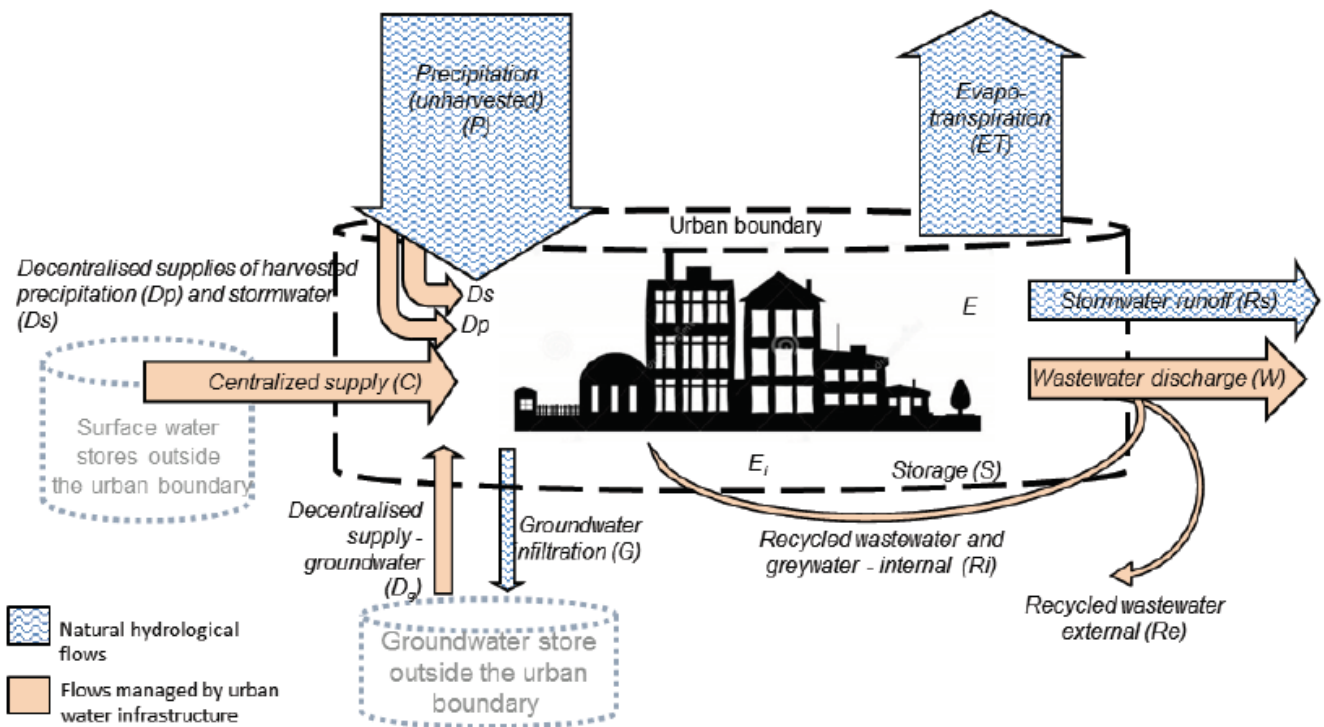 Precipitation
(unharvested)
(P)
Evapo-
transpiration
(ET)
Urban boundary
Decentralised supplies of harvested
precipitation (Dp) and stormwater
(Ds)
Ds
Dp
E
Stormwater runoff (Rs)
Centralized supply (C)
Wastewater discharge (W)
Surface water
stores outside
the urban boundary
E i
Storage (S)
Decentralised
supply -
groundwater
(D g)
Groundwater
infiltration (G)
Recycled wastewater and
greywater - internal (Ri)
Recycled wastewater
external (Re)
Groundwater store
outside the urban
boundary
Natural hydrological
flows
Flows managed by urban
water infrastructure